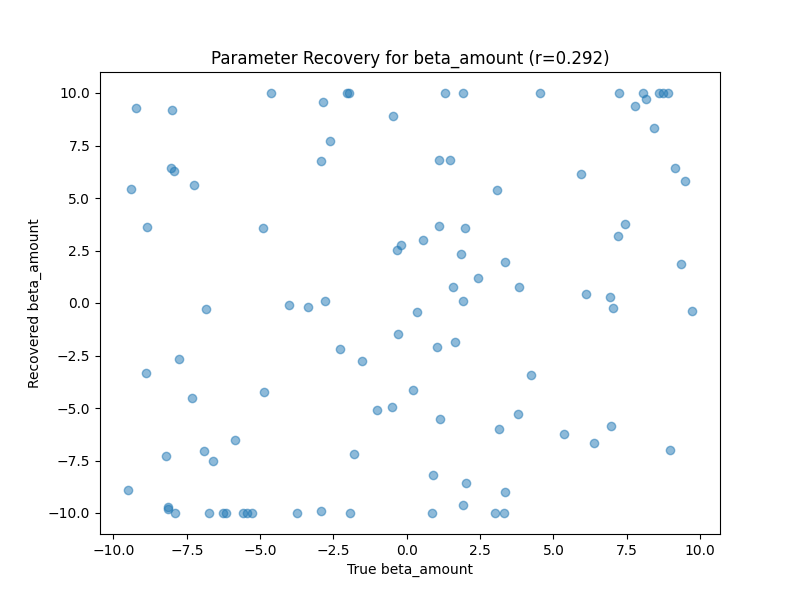 Parameter Recovery for beta_amount (r=0.292)
10.0
7.5
5.0
2.5
0.0
−2.5
−5.0
−7.5
−10.0
Recovered beta_amount
−10.0 −7.5 −5.0 −2.5 0.0 2.5 5.0 7.5 10.0
True beta_amount